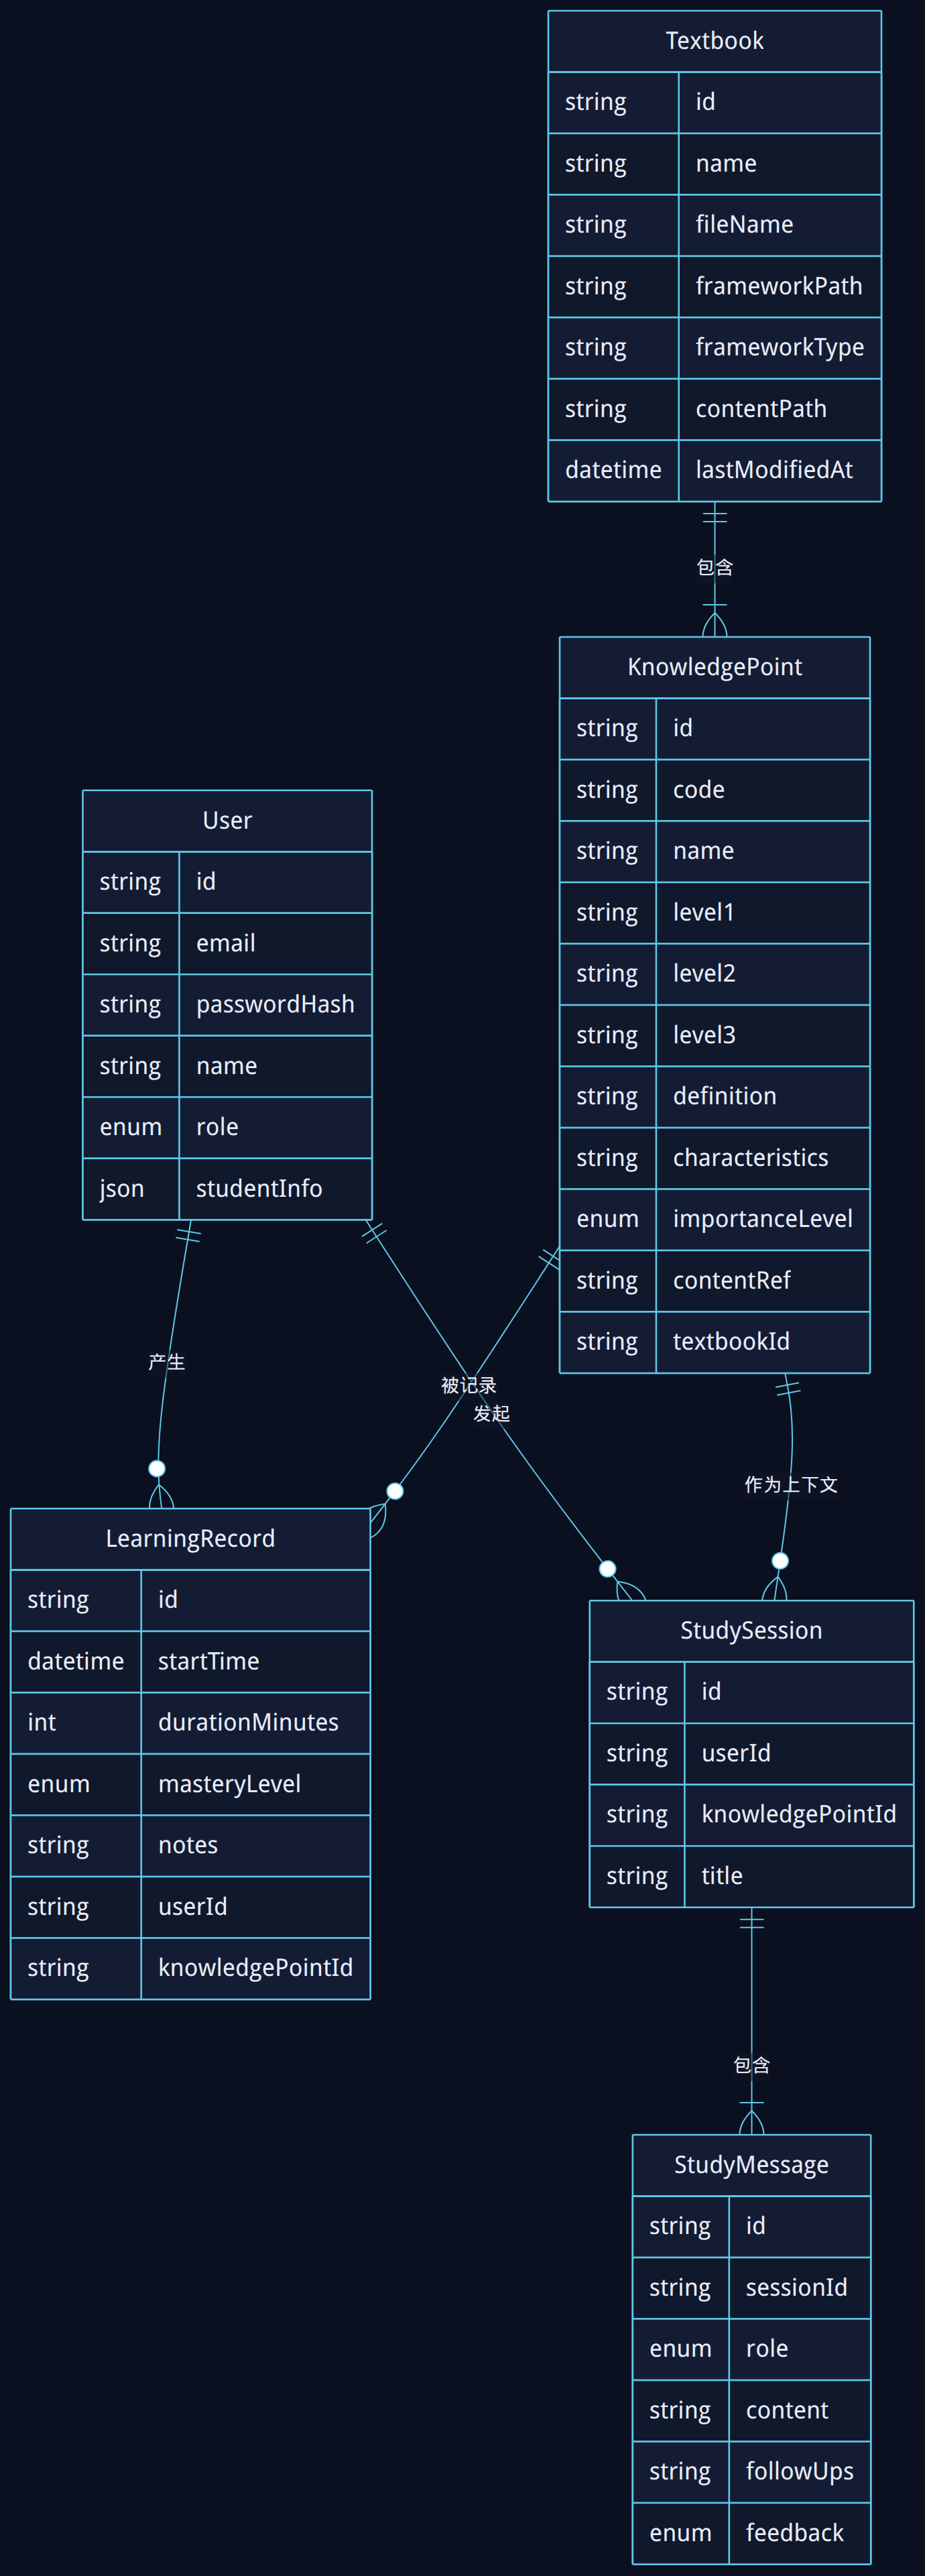 Textbook
string id
string name
string fileName
string frameworkPath
string frameworkType
string contentPath
datetime lastModifiedAt
包含
KnowledgePoint
string id
string code
string name
string level1
string level2
string level3
string definition
string characteristics
enum importanceLevel
string contentRef
string textbookId
User
string id
string email
string passwordHash
string name
enum role
json studentInfo
产生
被记录
发起
作为上下文
LearningRecord
string id
datetime startTime
int durationMinutes
enum masteryLevel
string notes
string userId
string knowledgePointId
StudySession
string id
string userId
string knowledgePointId
string title
包含
StudyMessage
string id
string sessionId
enum role
string content
string followUps
enum feedback